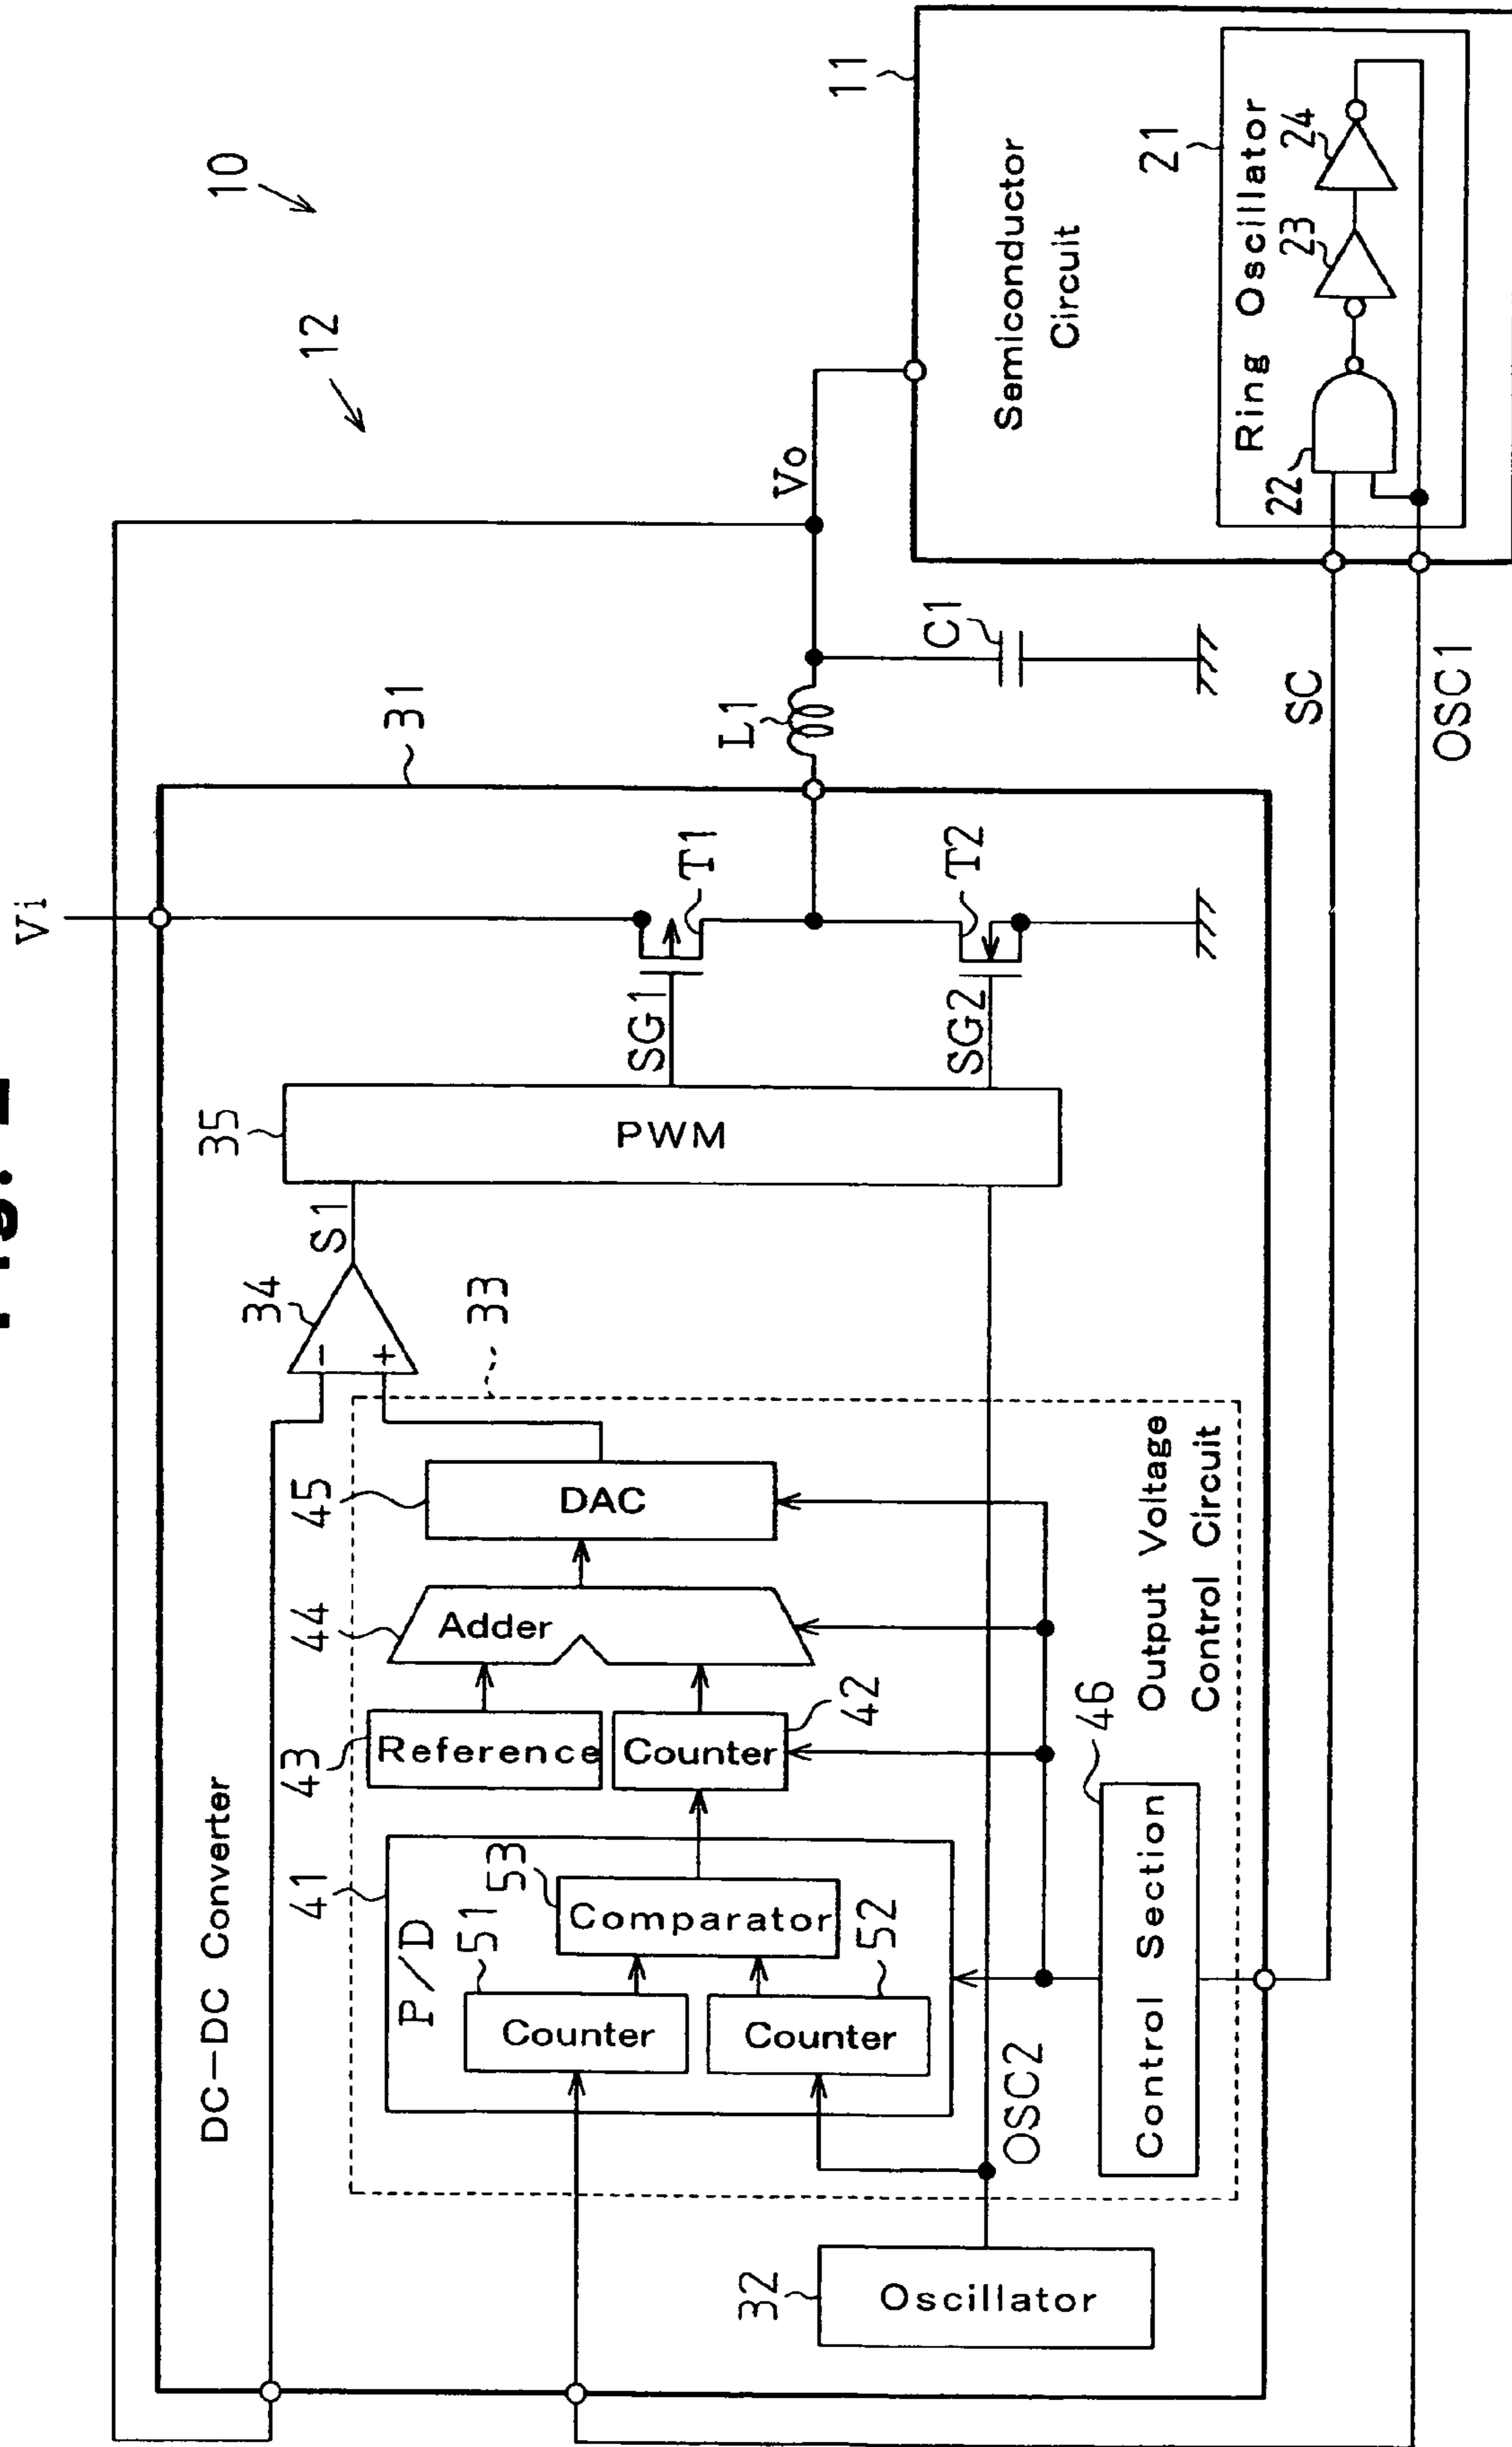 10
12
Vi
DC-DC Converter
31
34
S1
35
PWM
SG1
T1
SG2
T2
L1
Vo
C1
11
Semiconductor
Circuit
33
41
P/D
51
Counter
52
Counter
53
Comparator
43
Reference
42
Counter
44
Adder
45
DAC
46
Control Section
Output Voltage
Control Circuit
32
Oscillator
OSC2
SC
OSC1
21
Ring Oscillator
22
23
24
-
+